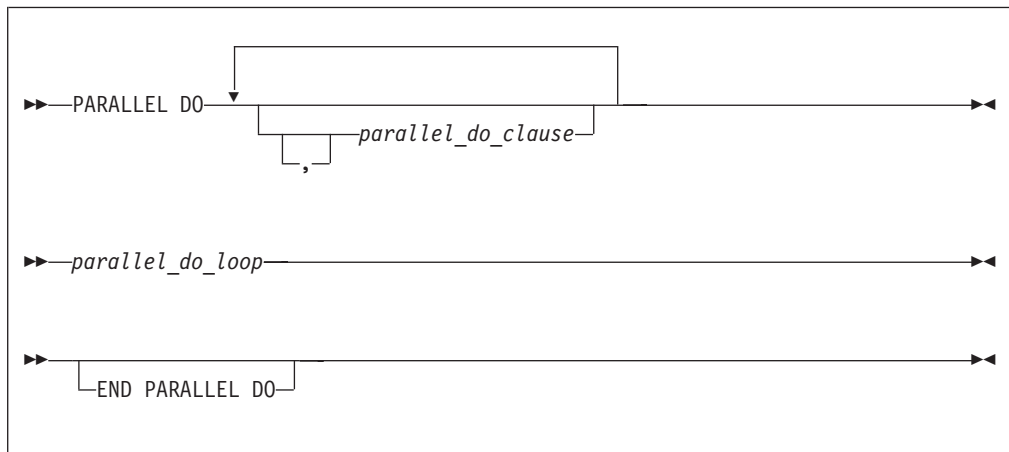 PARALLEL DO
parallel_do_clause
,
parallel_do_loop
END PARALLEL DO